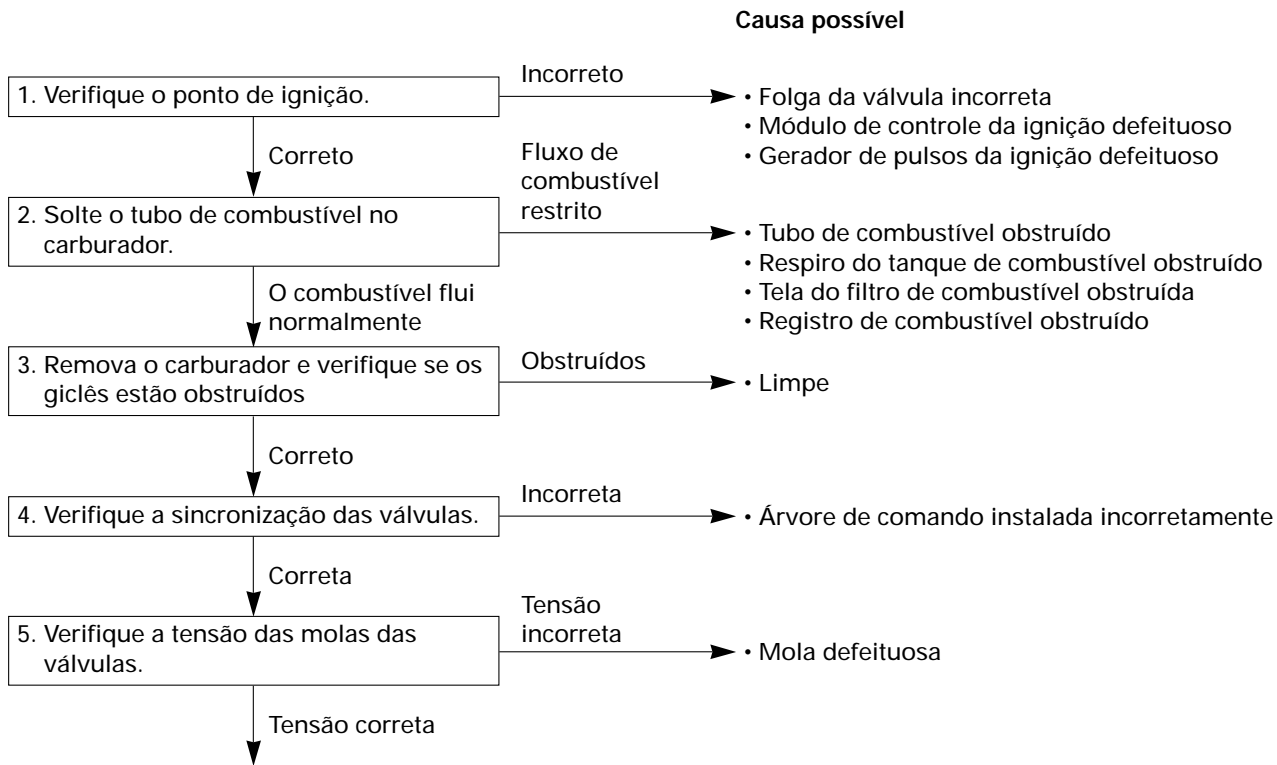 Causa possível
Incorreto
1. Verifique o ponto de ignição.
• Folga da válvula incorreta
• Módulo de controle da ignição defeituoso
• Gerador de pulsos da ignição defeituoso
Correto
Fluxo de
combustível
restrito
2. Solte o tubo de combustível no
carburador.
• Tubo de combustível obstruído
• Respiro do tanque de combustível obstruído
• Tela do filtro de combustível obstruída
• Registro de combustível obstruído
O combustível flui
normalmente
3. Remova o carburador e verifique se os
giclês estão obstruídos
Obstruídos
• Limpe
Correto
4. Verifique a sincronização das válvulas.
Incorreta
• Árvore de comando instalada incorretamente
Correta
5. Verifique a tensão das molas das
válvulas.
Tensão
incorreta
• Mola defeituosa
Tensão correta